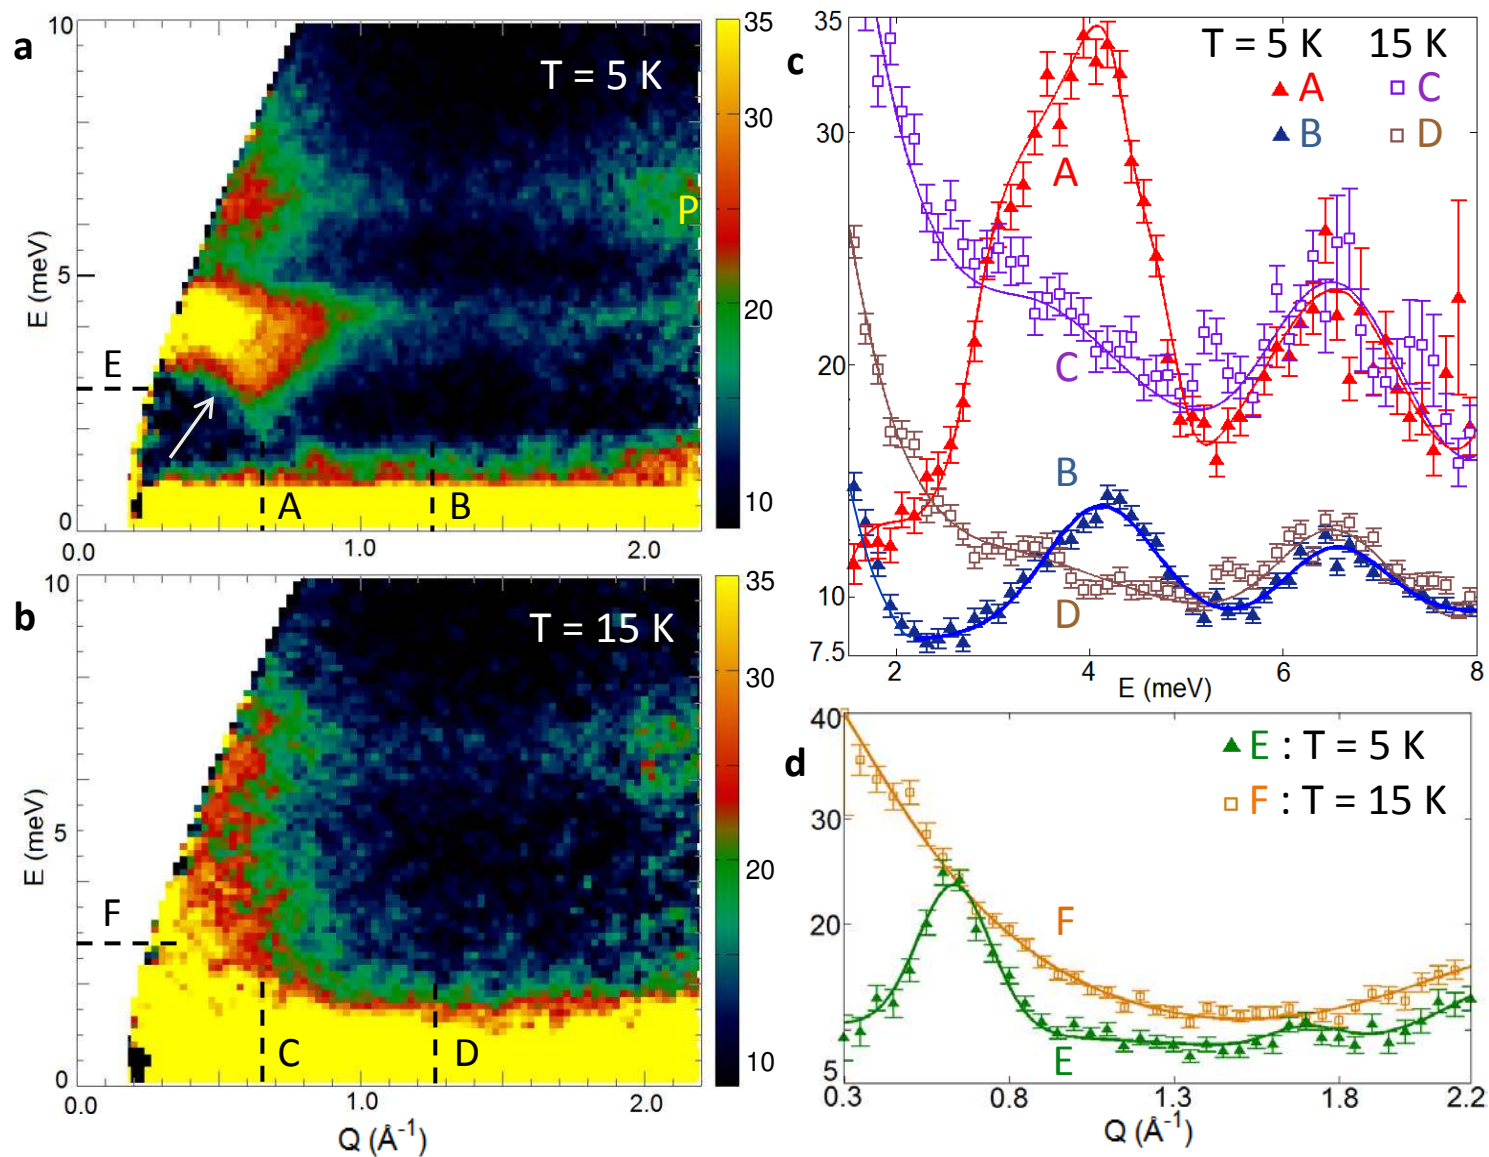 a
10
T = 5 K
35
30
P
E (meV)
5
E
20
A
B
10
0
0.0
1.0
2.0
b
10
T = 15 K
35
30
E (meV)
5
F
20
C
D
10
0
0.0
1.0
2.0
Q (Å⁻¹)
c
35
T = 5 K 15 K
A C
B D
30
A
20
C
B
10
D
7.5
2 4 6 8
E (meV)
d
40
E : T = 5 K
F : T = 15 K
30
20
F
E
5
0.3 0.8 1.3 1.8 2.2
Q (Å⁻¹)